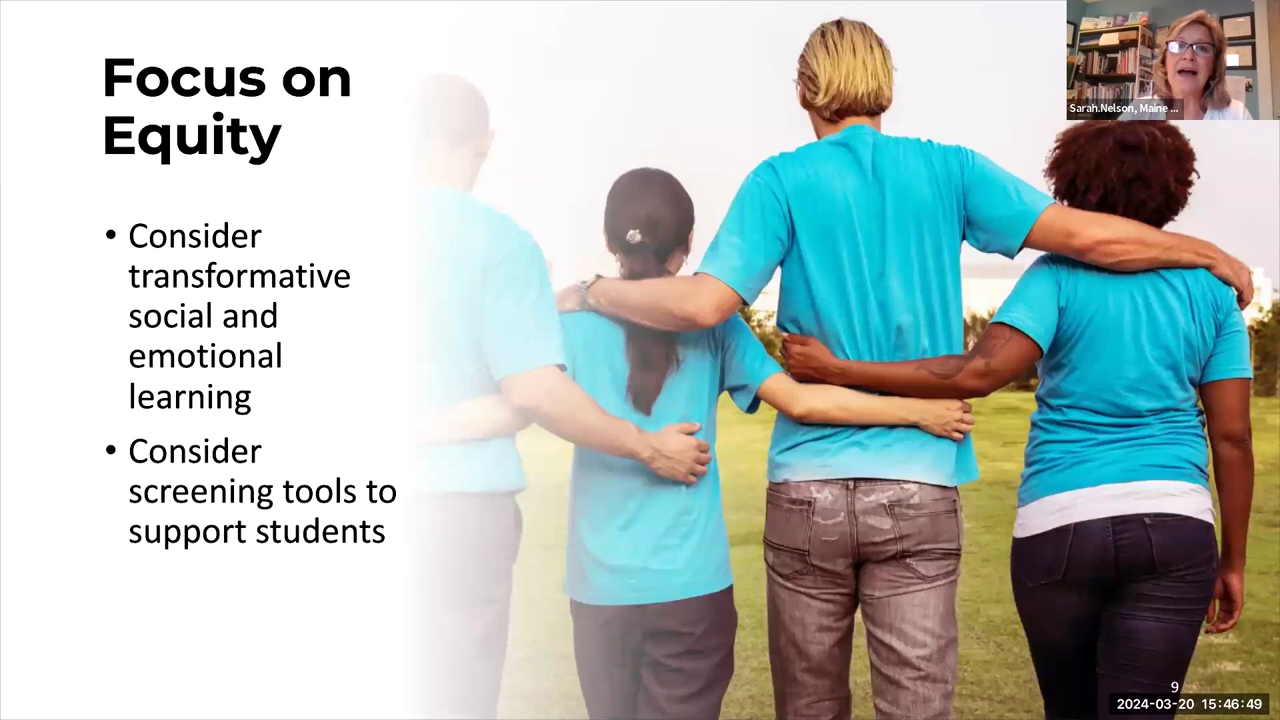 Focus on
Equity
• Consider
transformative
social and
emotional
learning
• Consider
screening tools to
support students
Sarah.Nelson, Maine ...
9
2024-03-20 15:46:49